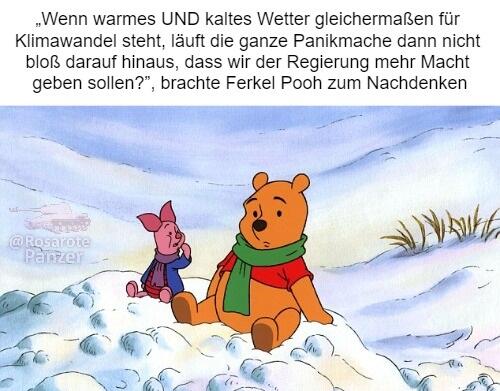 „Wenn warmes UND kaltes Wetter gleichermaßen für
Klimawandel steht, läuft die ganze Panikmache dann nicht
bloß darauf hinaus, dass wir der Regierung mehr Macht
geben sollen?”, brachte Ferkel Pooh zum Nachdenken
@Rosarote
Panzer